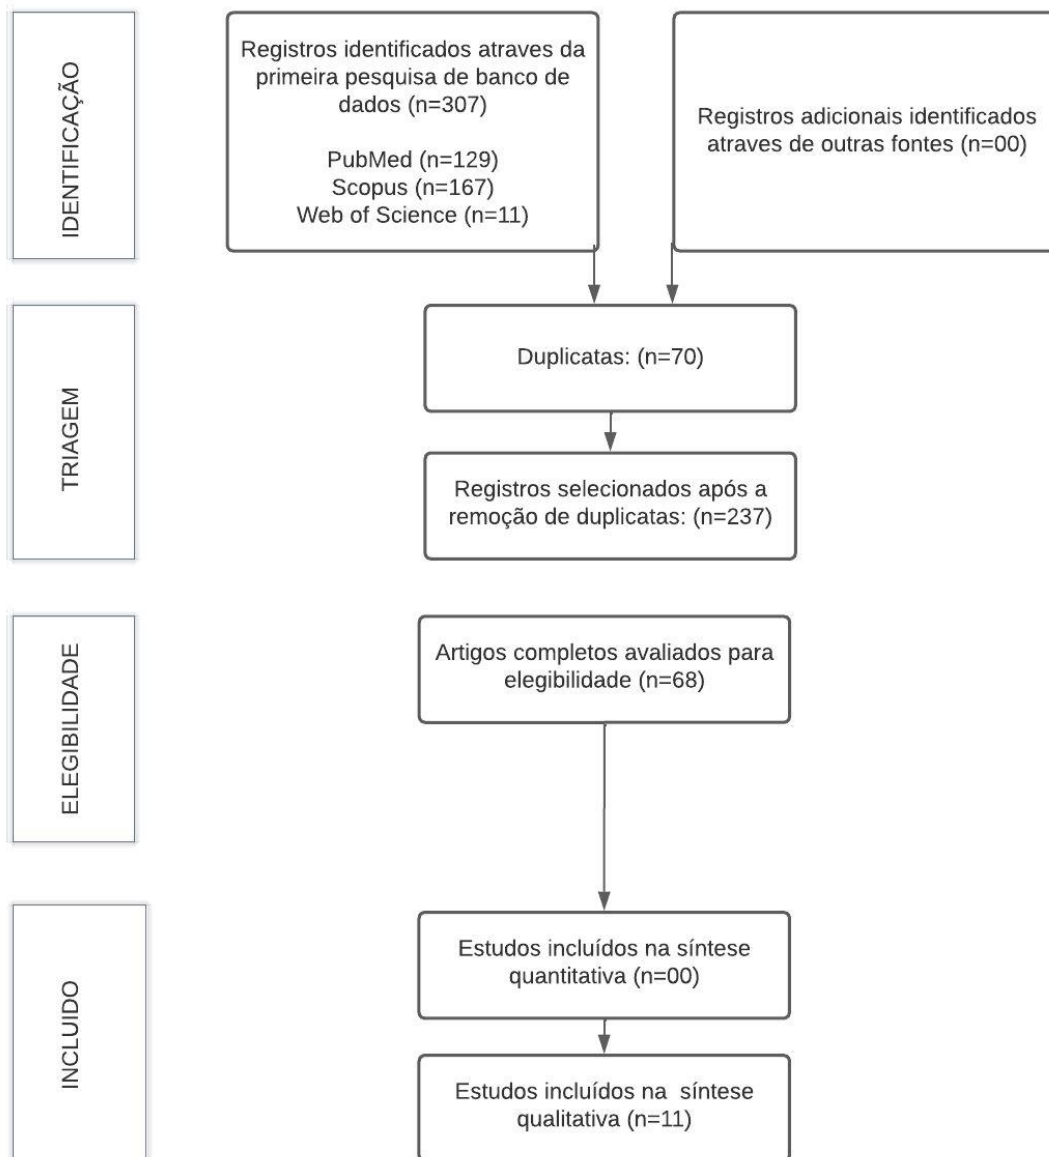 IDENTIFICAÇÃO
Registros identificados atraves da
primeira pesquisa de banco de
dados (n=307)
PubMed (n=129)
Scopus (n=167)
Web of Science (n=11)
Registros adicionais identificados
atraves de outras fontes (n=00)
TRIAGEM
Duplicatas: (n=70)
Registros selecionados após a
remoção de duplicatas: (n=237)
ELEGIBILIDADE
Artigos completos avaliados para
elegibilidade (n=68)
INCLUIDO
Estudos incluídos na síntese
quantitativa (n=00)
Estudos incluídos na síntese
qualitativa (n=11)